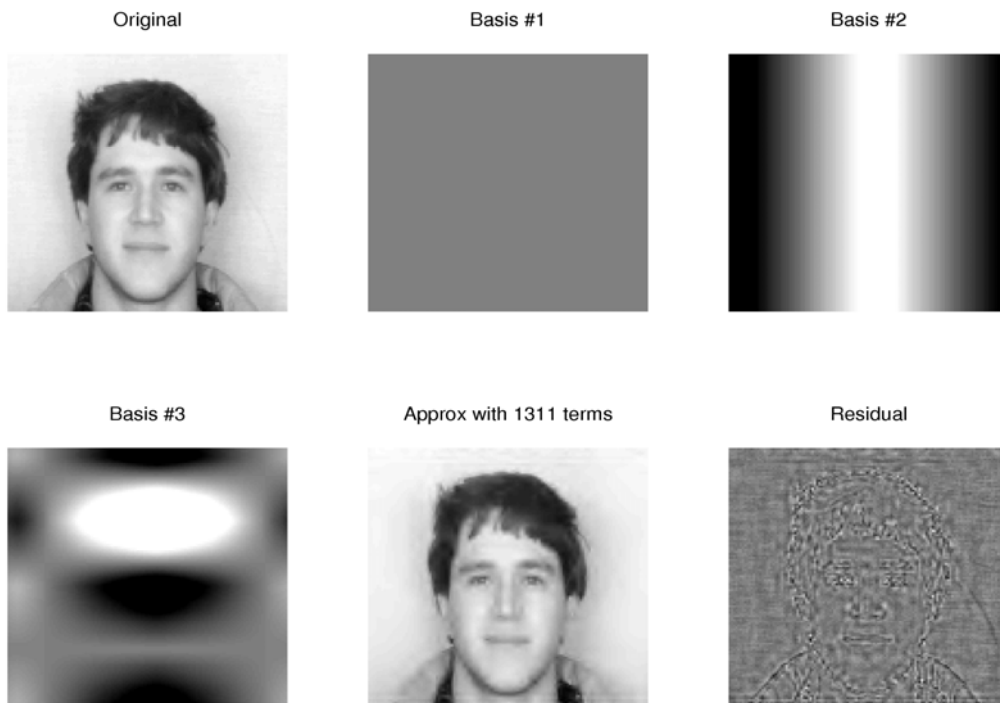 Original
Basis #1
Basis #2
Basis #3
Approx with 1311 terms
Residual